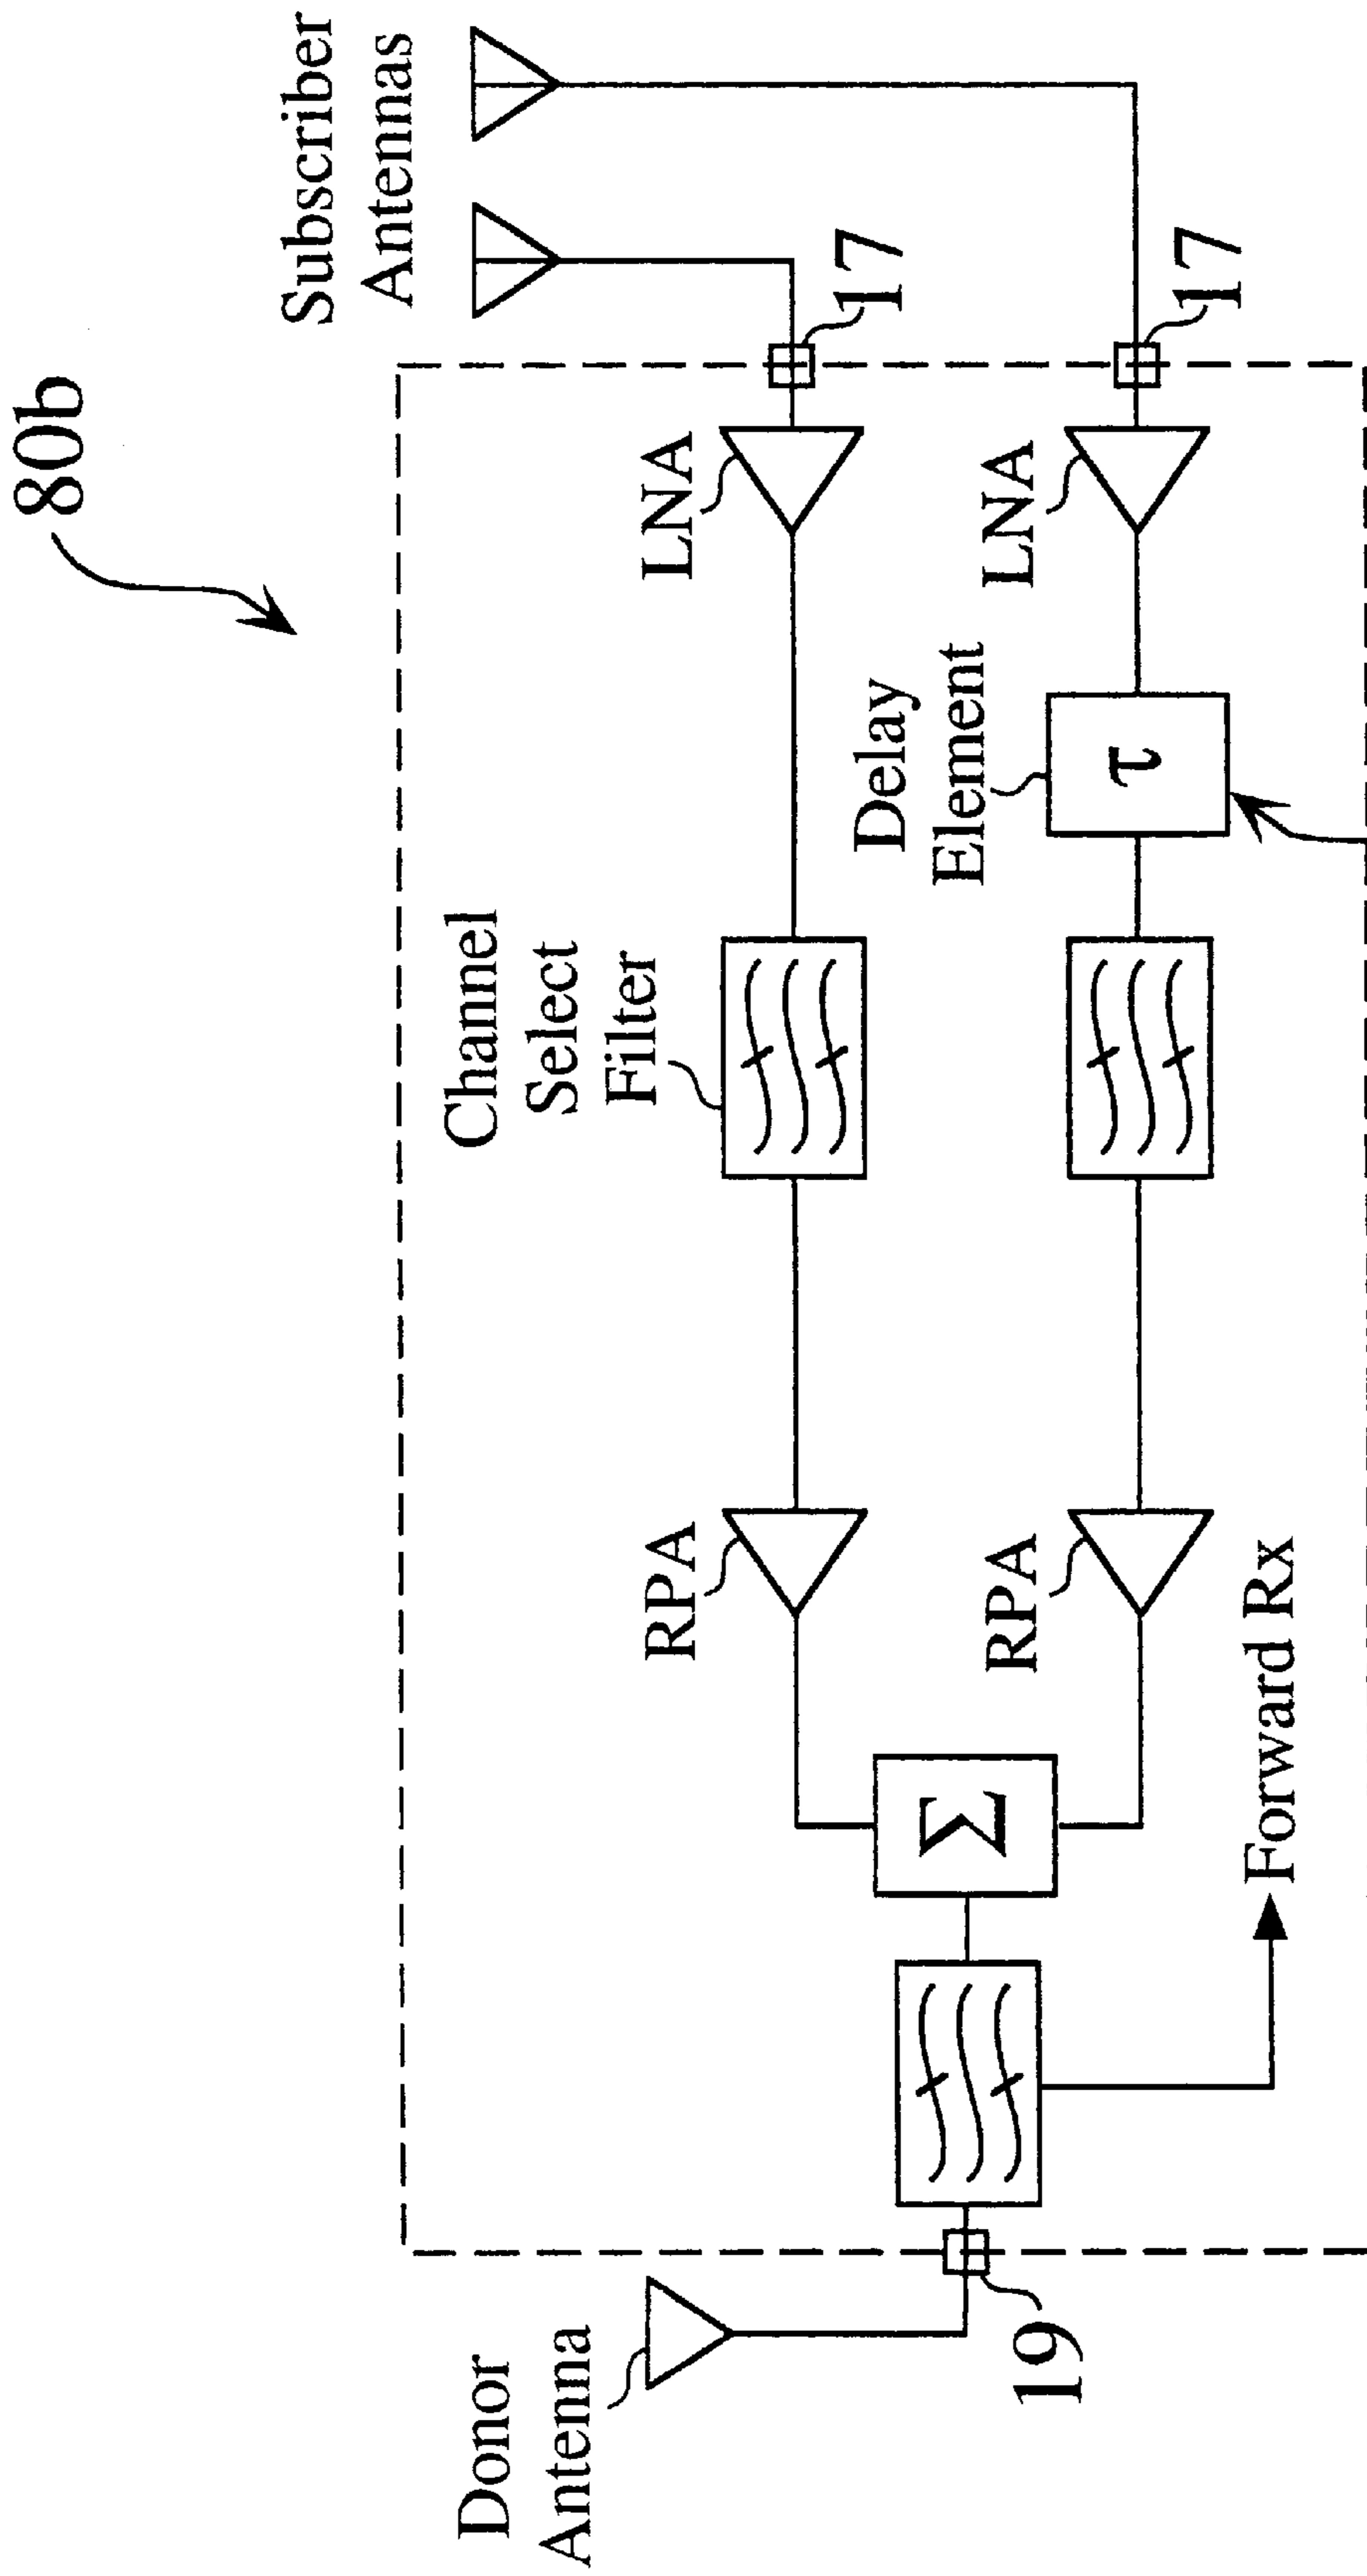 80b
Subscriber
Antennas
17
17
LNA
LNA
Delay
Element
τ
Channel
Select
Filter
RPA
RPA
Σ
Forward Rx
19
Donor
Antenna